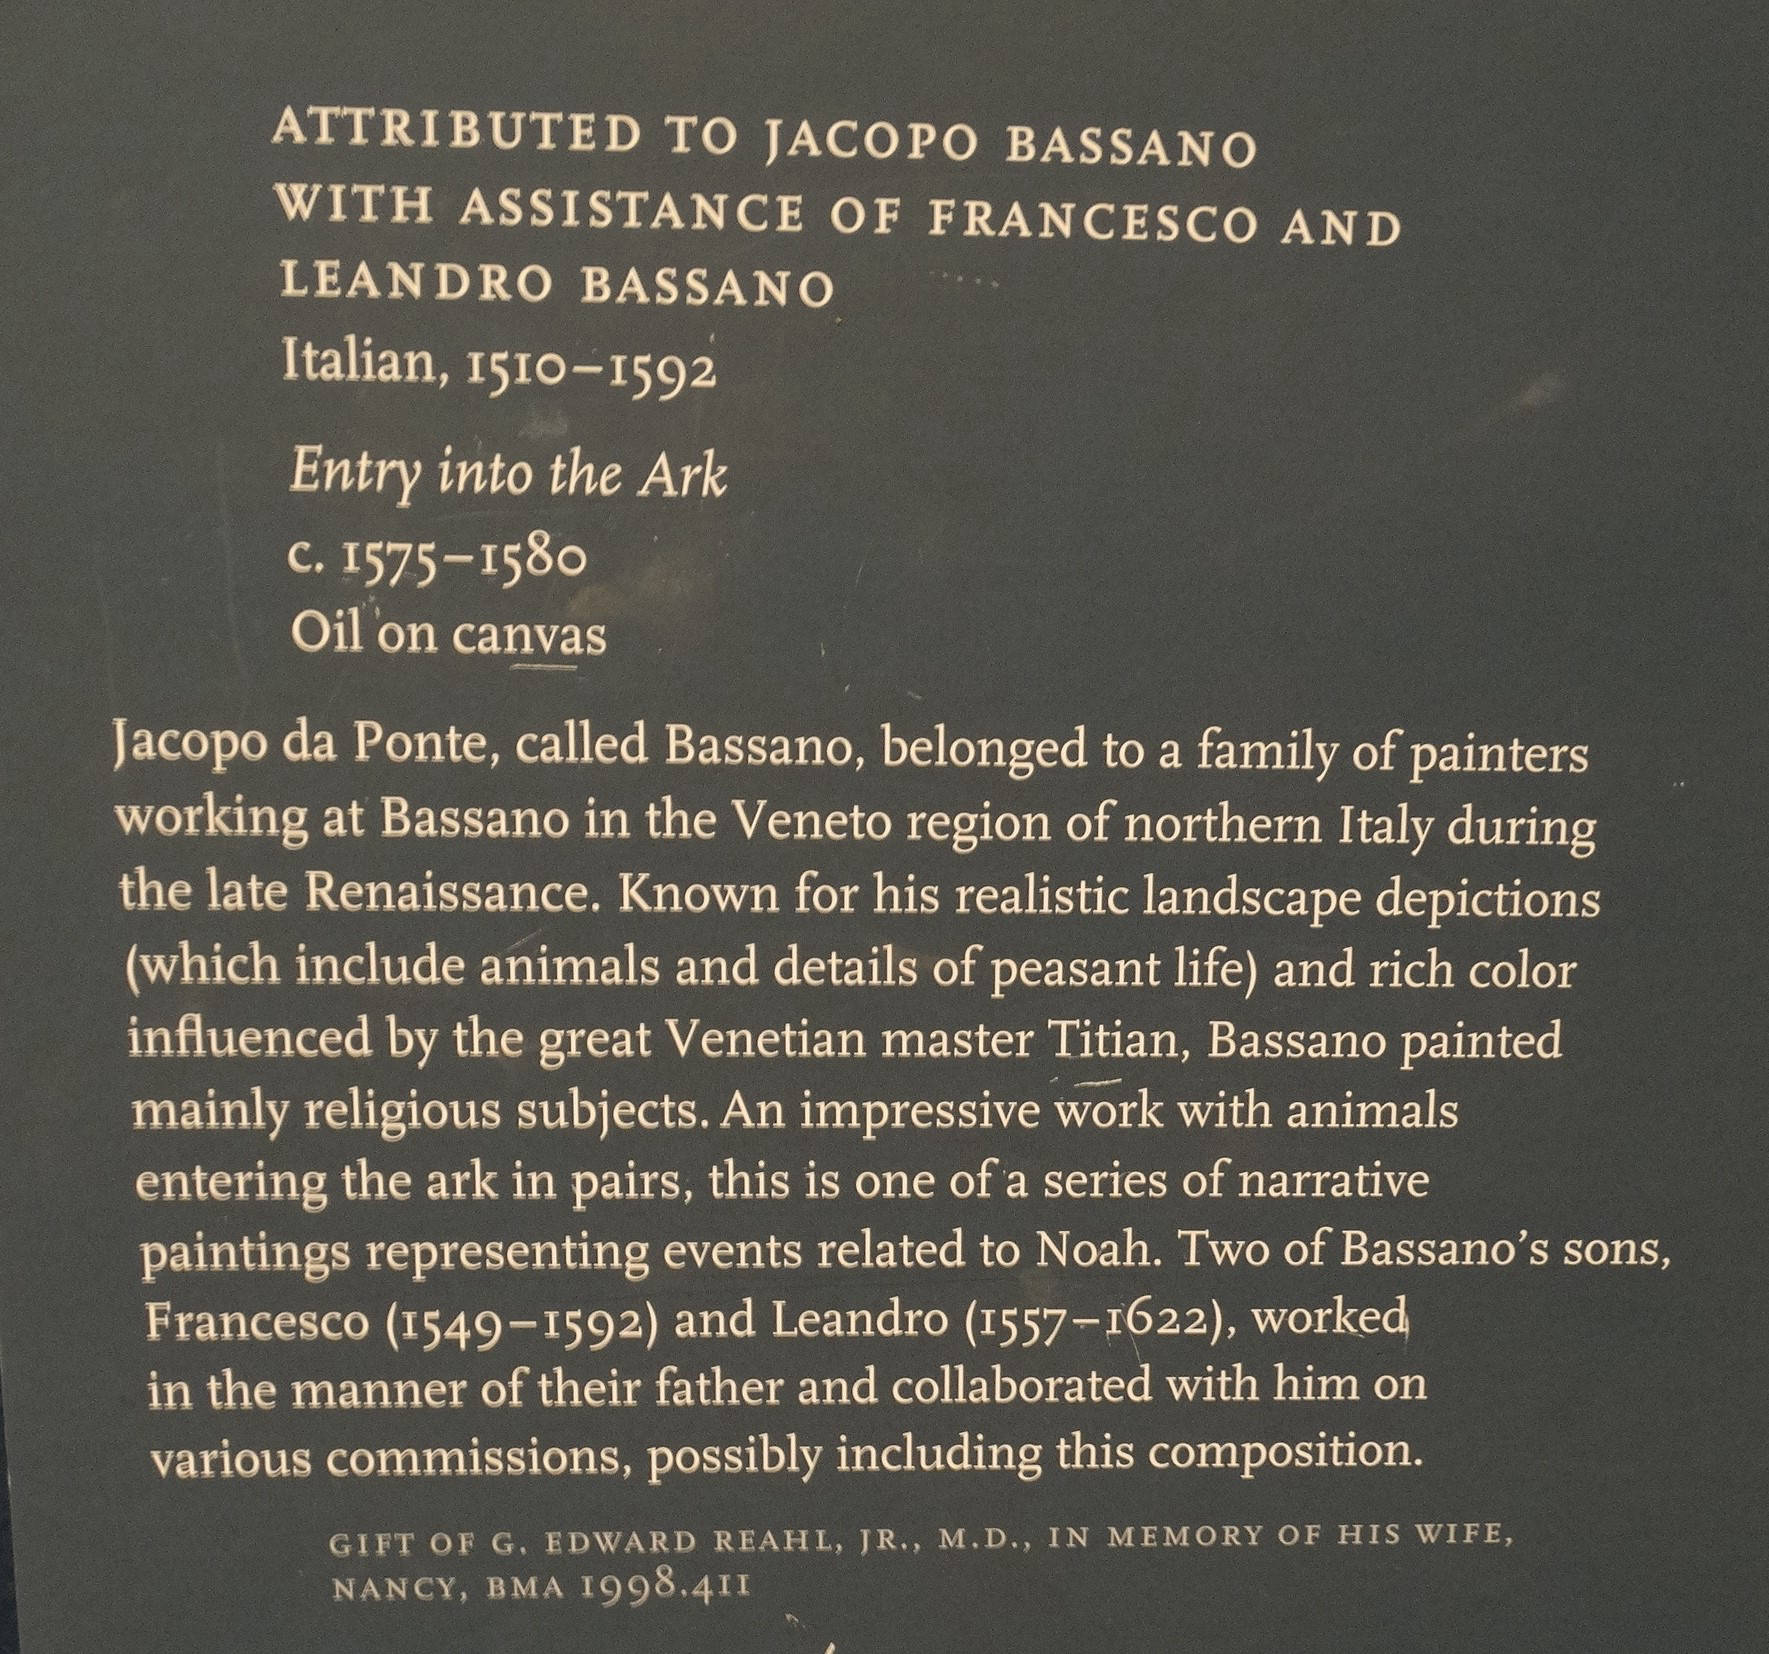 ATTRIBUTED TO JACOPO BASSANO
WITH ASSISTANCE OF FRANCESCO AND
LEANDRO BASSANO
Italian, 1510–1592
Entry into the Ark
c. 1575–1580
Oil on canvas
Jacopo da Ponte, called Bassano, belonged to a family of painters
working at Bassano in the Veneto region of northern Italy during
the late Renaissance. Known for his realistic landscape depictions
(which include animals and details of peasant life) and rich color
influenced by the great Venetian master Titian, Bassano painted
mainly religious subjects. An impressive work with animals
entering the ark in pairs, this is one of a series of narrative
paintings representing events related to Noah. Two of Bassano’s sons,
Francesco (1549–1592) and Leandro (1557–1622), worked
in the manner of their father and collaborated with him on
various commissions, possibly including this composition.
GIFT OF G. EDWARD REAHL, JR., M.D., IN MEMORY OF HIS WIFE,
NANCY, BMA 1998.411